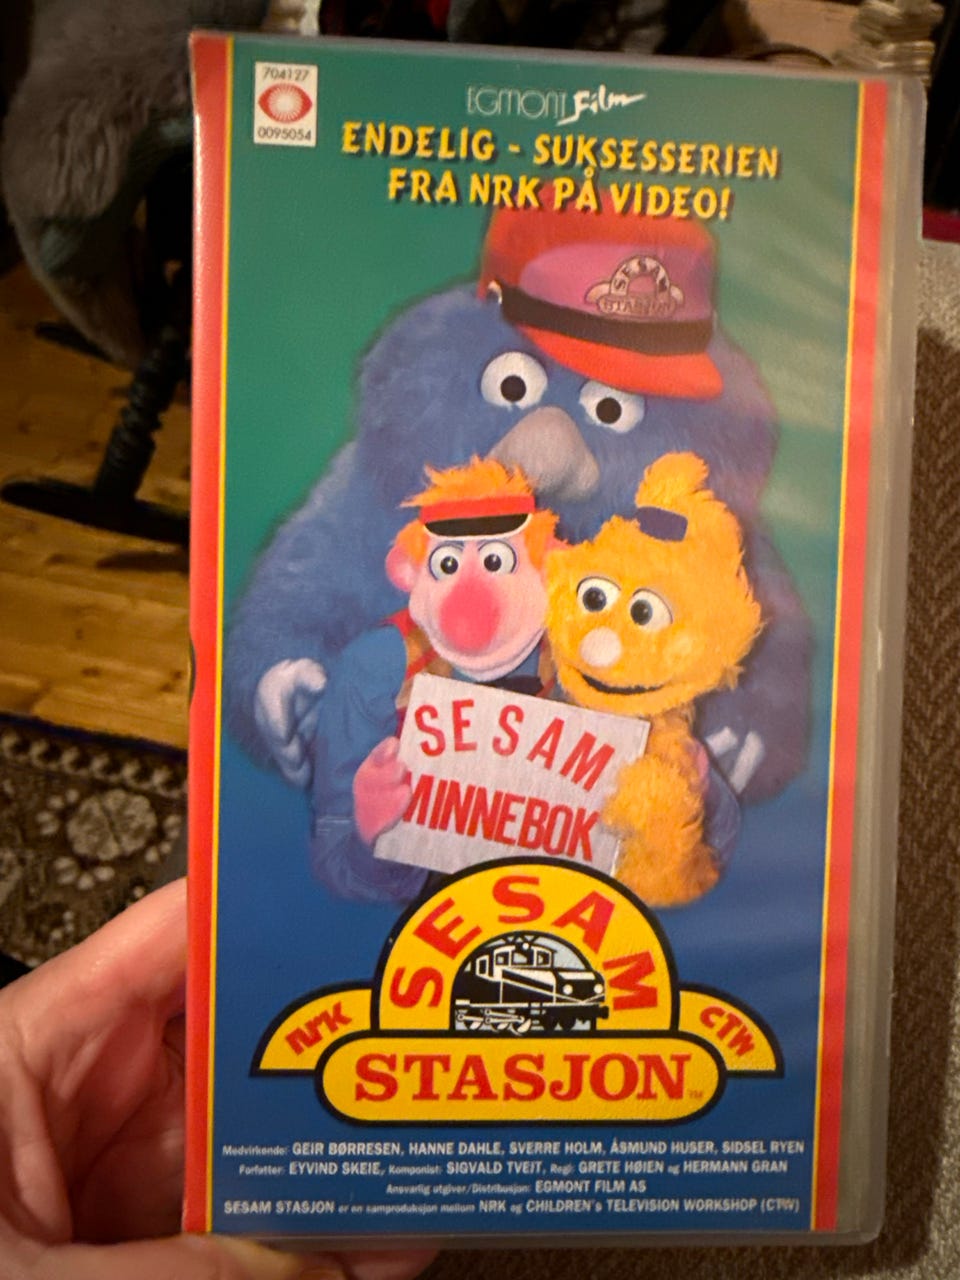 704127
0095054
EGMONT Film
ENDELIG - SUKSESSERIEN
FRA NRK PÅ VIDEO!
SESAM
STASJON
SESAM
MINNEBOK
SESAM
NRK
CTW
STASJON™
Medvirkende: GEIR BØRRESEN, HANNE DAHLE, SVERRE HOLM, ÅSMUND HUSER, SIDSEL RYEN
Forfatter: EYVIND SKEIE, Komponist: SIGVALD TVEIT, Regi: GRETE HØIEN og HERMANN GRAN
Ansvarlig utgiver/Distribusjon: EGMONT FILM AS
SESAM STASJON er en samproduksjon mellom NRK og CHILDREN's TELEVISION WORKSHOP (CTW)